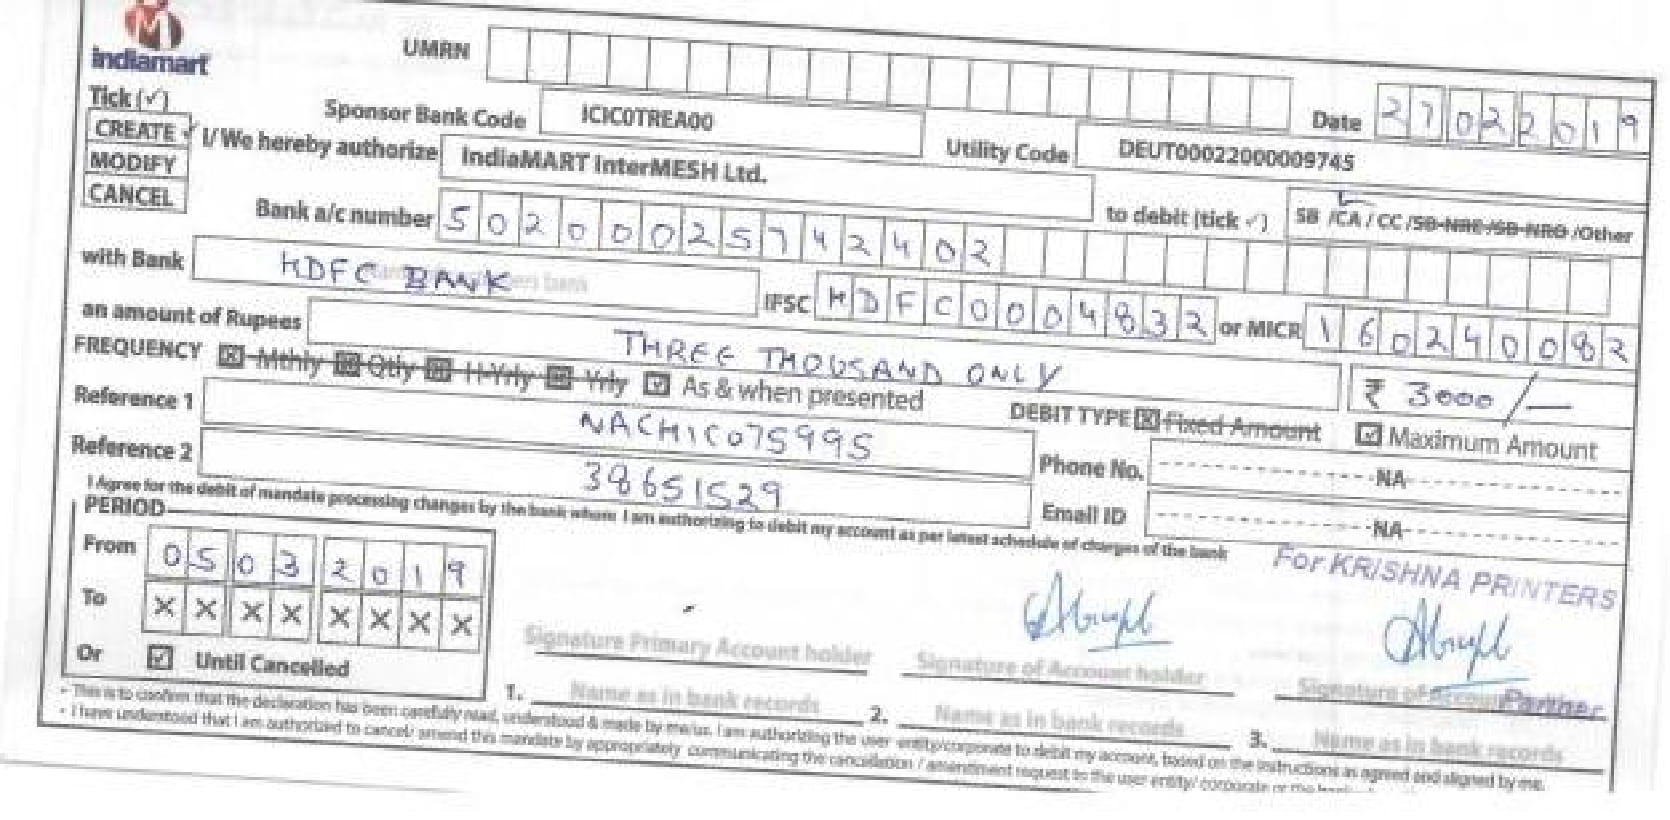 indiamart
UMRN
Date 27022019
Tick (✓)
CREATE ✓
MODIFY
CANCEL
Sponsor Bank Code ICIC0TREA00
Utility Code DEUT00022000009745
I/We hereby authorize IndiaMART InterMESH Ltd.
to debit (tick ✓) SB /CA / CC /SB-NRE /SB-NRO /Other
Bank a/c number 50200025742402
with Bank HDFC BANK
IFSC HDFC0004832 or MICR 160240082
an amount of Rupees THREE THOUSAND ONLY
₹ 3000/—
FREQUENCY Mthly Qtly H-Yrly Yrly ✓ As & when presented
DEBIT TYPE Fixed Amount ✓ Maximum Amount
Reference 1 NACHIC075995
Phone No. NA
Reference 2 38651529
Email ID NA
I Agree for the debit of mandate processing charges by the bank whom I am authorizing to debit my account as per latest schedule of charges of the bank
PERIOD
From 05032019
To XXXXXXXX
Or ✓ Until Cancelled
For KRISHNA PRINTERS
Signature Primary Account holder
Signature of Account holder
Signature of Account
Partner
1. Name as in bank records
2. Name as in bank records
3. Name as in bank records
- This is to confirm that the declaration has been carefully read, understood & made by me/us. I am authorizing the user entity/corporate to debit my account, based on the instructions as agreed and signed by me.
- I have understood that I am authorized to cancel/ amend this mandate by appropriately communicating the cancellation / amendment request to the user entity/ corporate or the